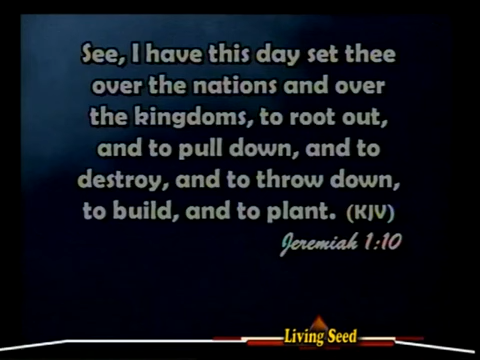 See, I have this day set thee
over the nations and over
the kingdoms, to root out,
and to pull down, and to
destroy, and to throw down,
to build, and to plant. (KJV)
Jeremiah 1:10
Living Seed